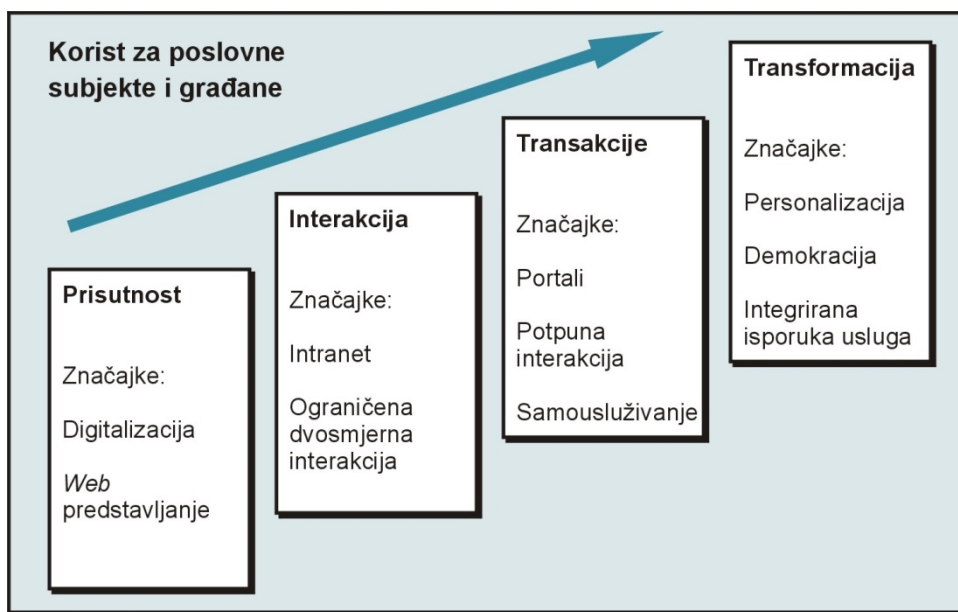 Korist za poslovne
subjekte i građane
Prisutnost
Značajke:
Digitalizacija
Web
predstavljanje
Interakcija
Značajke:
Intranet
Ograničena
dvosmjerna
interakcija
Transakcije
Značajke:
Portali
Potpuna
interakcija
Samousluživanje
Transformacija
Značajke:
Personalizacija
Demokracija
Integrirana
isporuka usluga